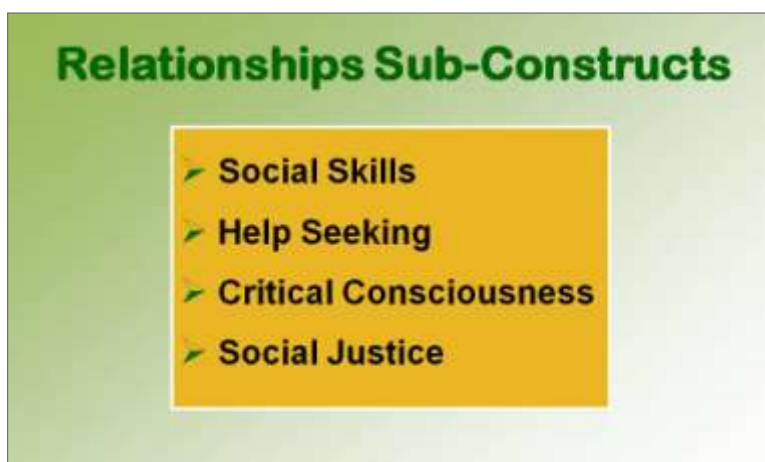 Relationships Sub-Constructs
Social Skills
Help Seeking
Critical Consciousness
Social Justice